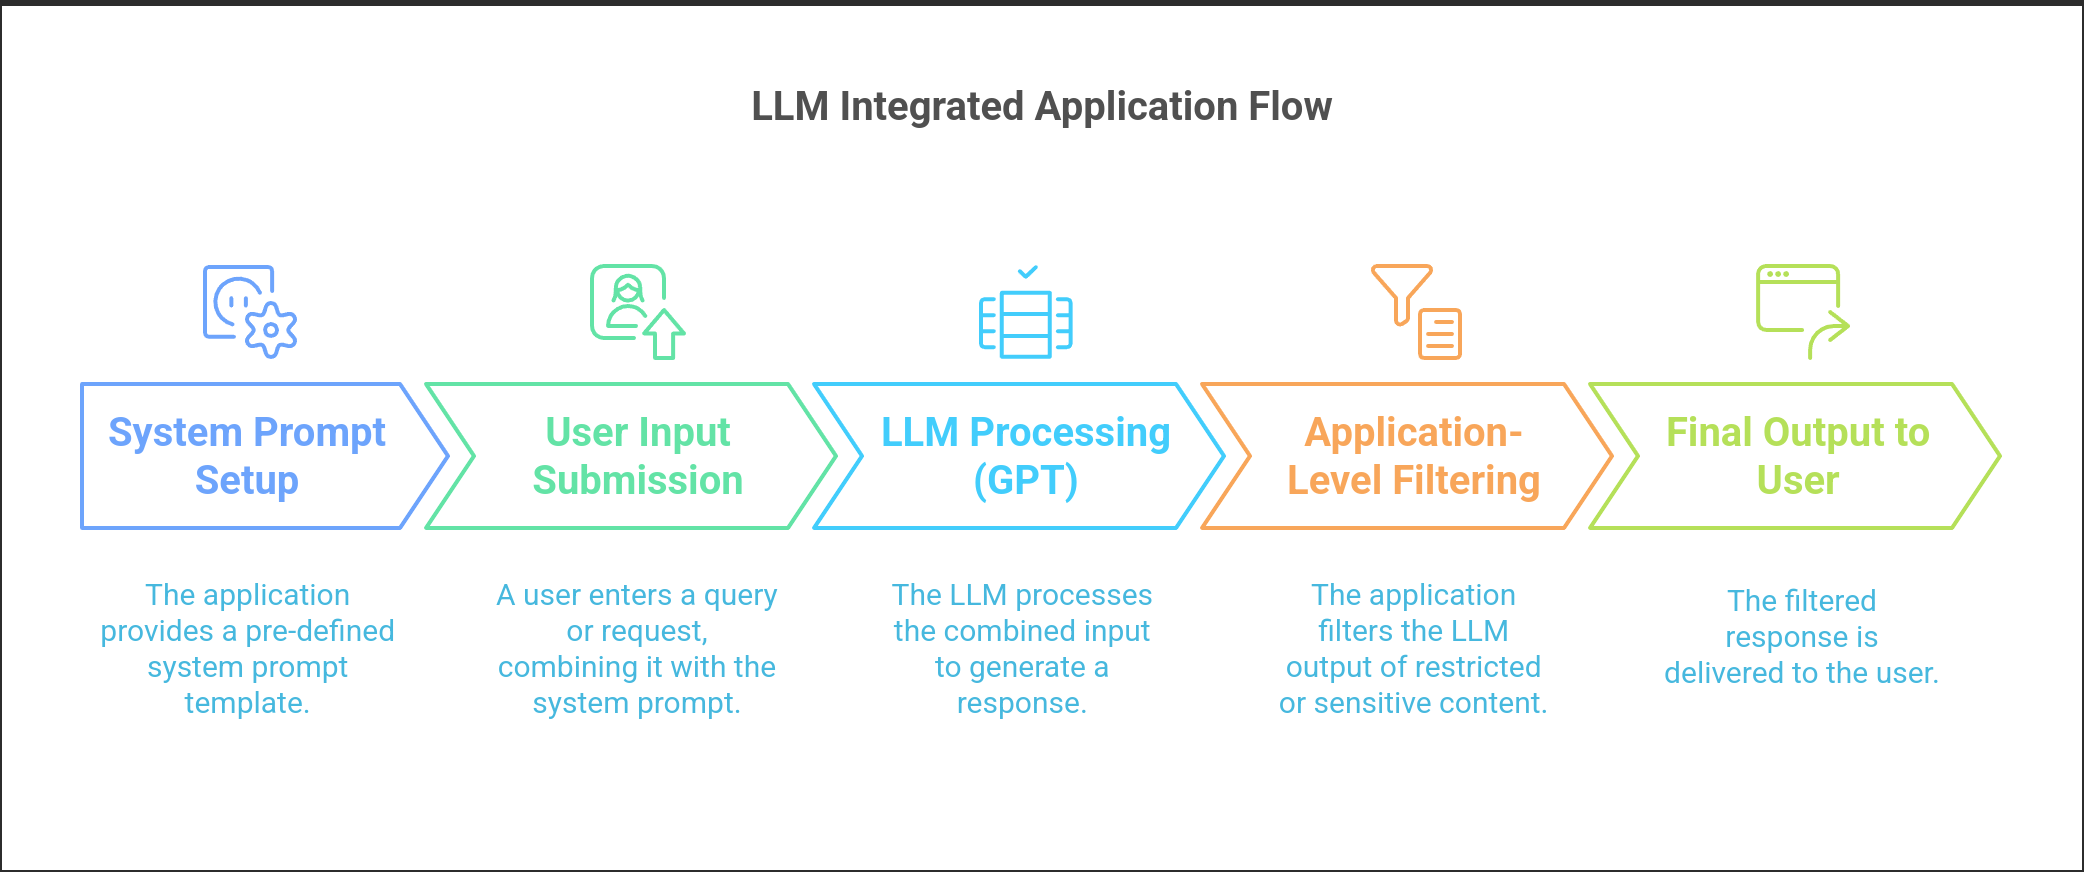 LLM Integrated Application Flow
System Prompt
Setup
The application
provides a pre-defined
system prompt
template.
User Input
Submission
A user enters a query
or request,
combining it with the
system prompt.
LLM Processing
(GPT)
The LLM processes
the combined input
to generate a
response.
Application-
Level Filtering
The application
filters the LLM
output of restricted
or sensitive content.
Final Output to
User
The filtered
response is
delivered to the user.